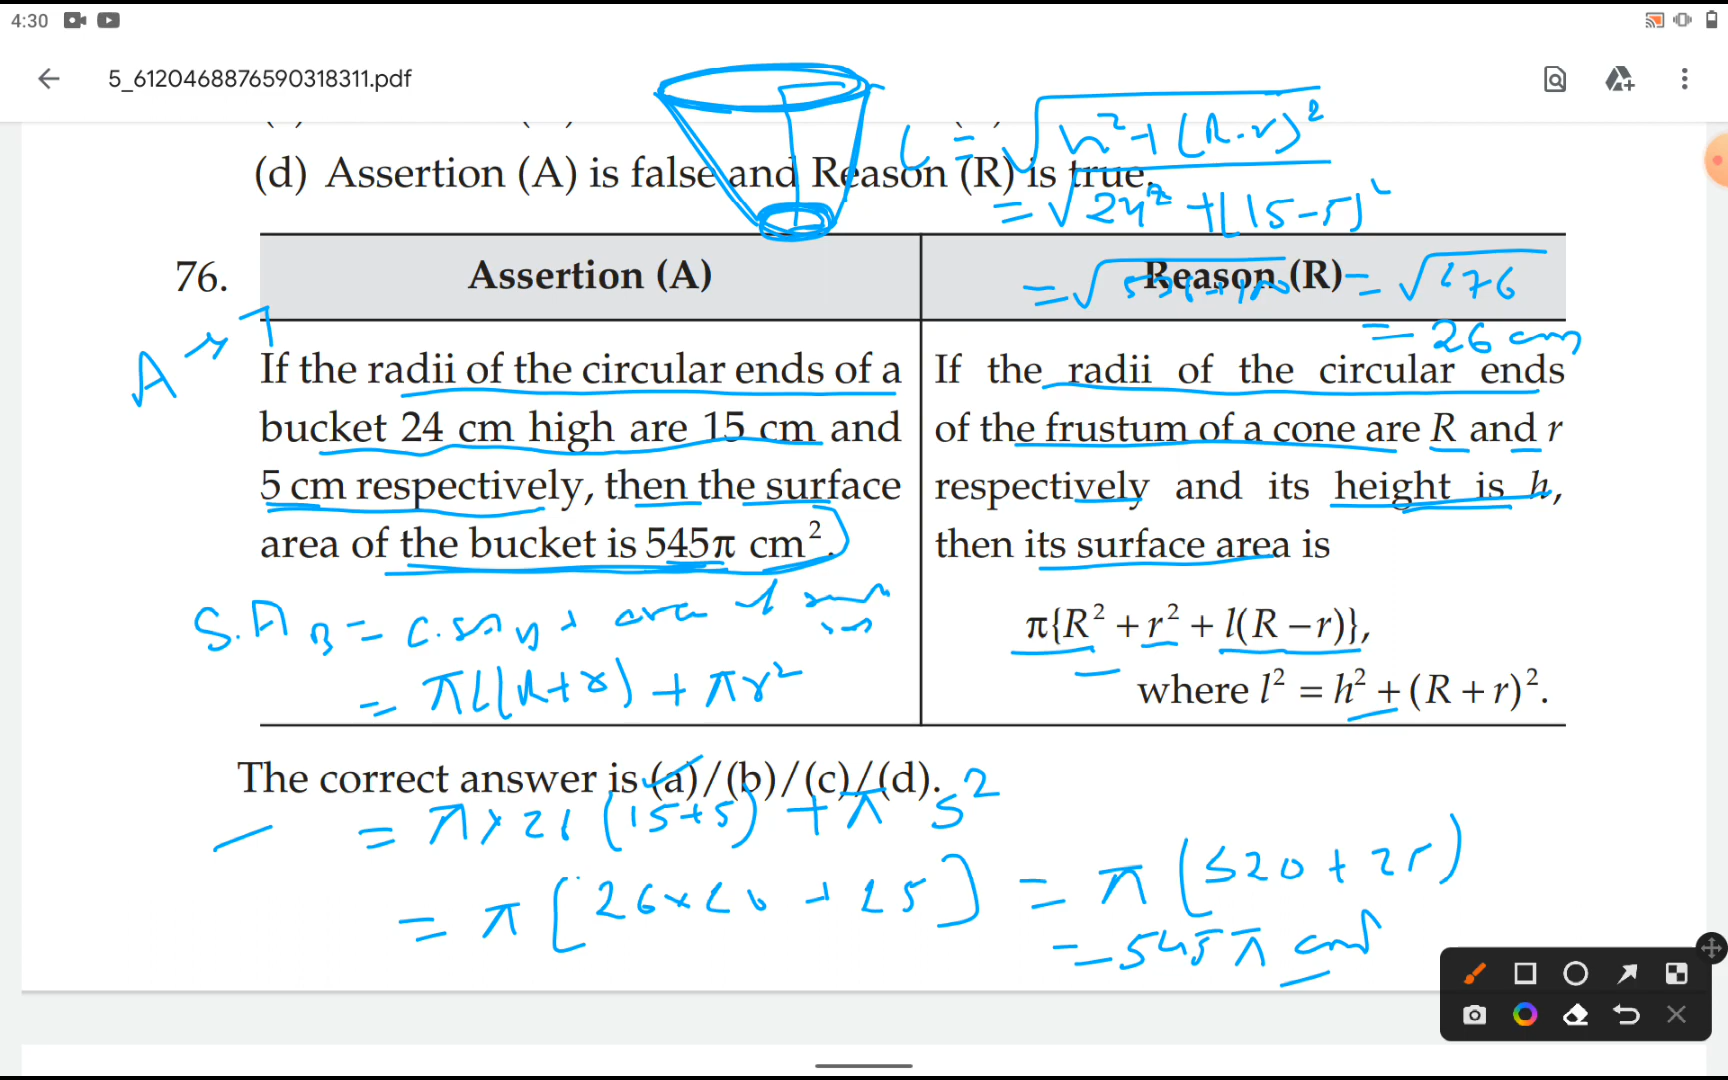 4:30
5_6120468876590318311.pdf
(d) Assertion (A) is false and Reason (R) is true.
l = √h² + (R - r)²
= √24² + (15-5)²
76.
Assertion (A)
Reason (R)
= √576+100 = √676
= 26 cm
A → T
If the radii of the circular ends of a bucket 24 cm high are 15 cm and 5 cm respectively, then the surface area of the bucket is 545π cm².
If the radii of the circular ends
of the frustum of a cone are R and r
respectively and its height is h,
then its surface area is
π{R² + r² + l(R – r)},
where l² = h² + (R + r)².
S.A B = C.SA + area of
= πl(R+r) + πr²
The correct answer is (a)/(b)/(c)/(d).
= π×26 (15+5) + π 5²
= π [26×20 + 25] = π (520 + 25)
= 545π cm²